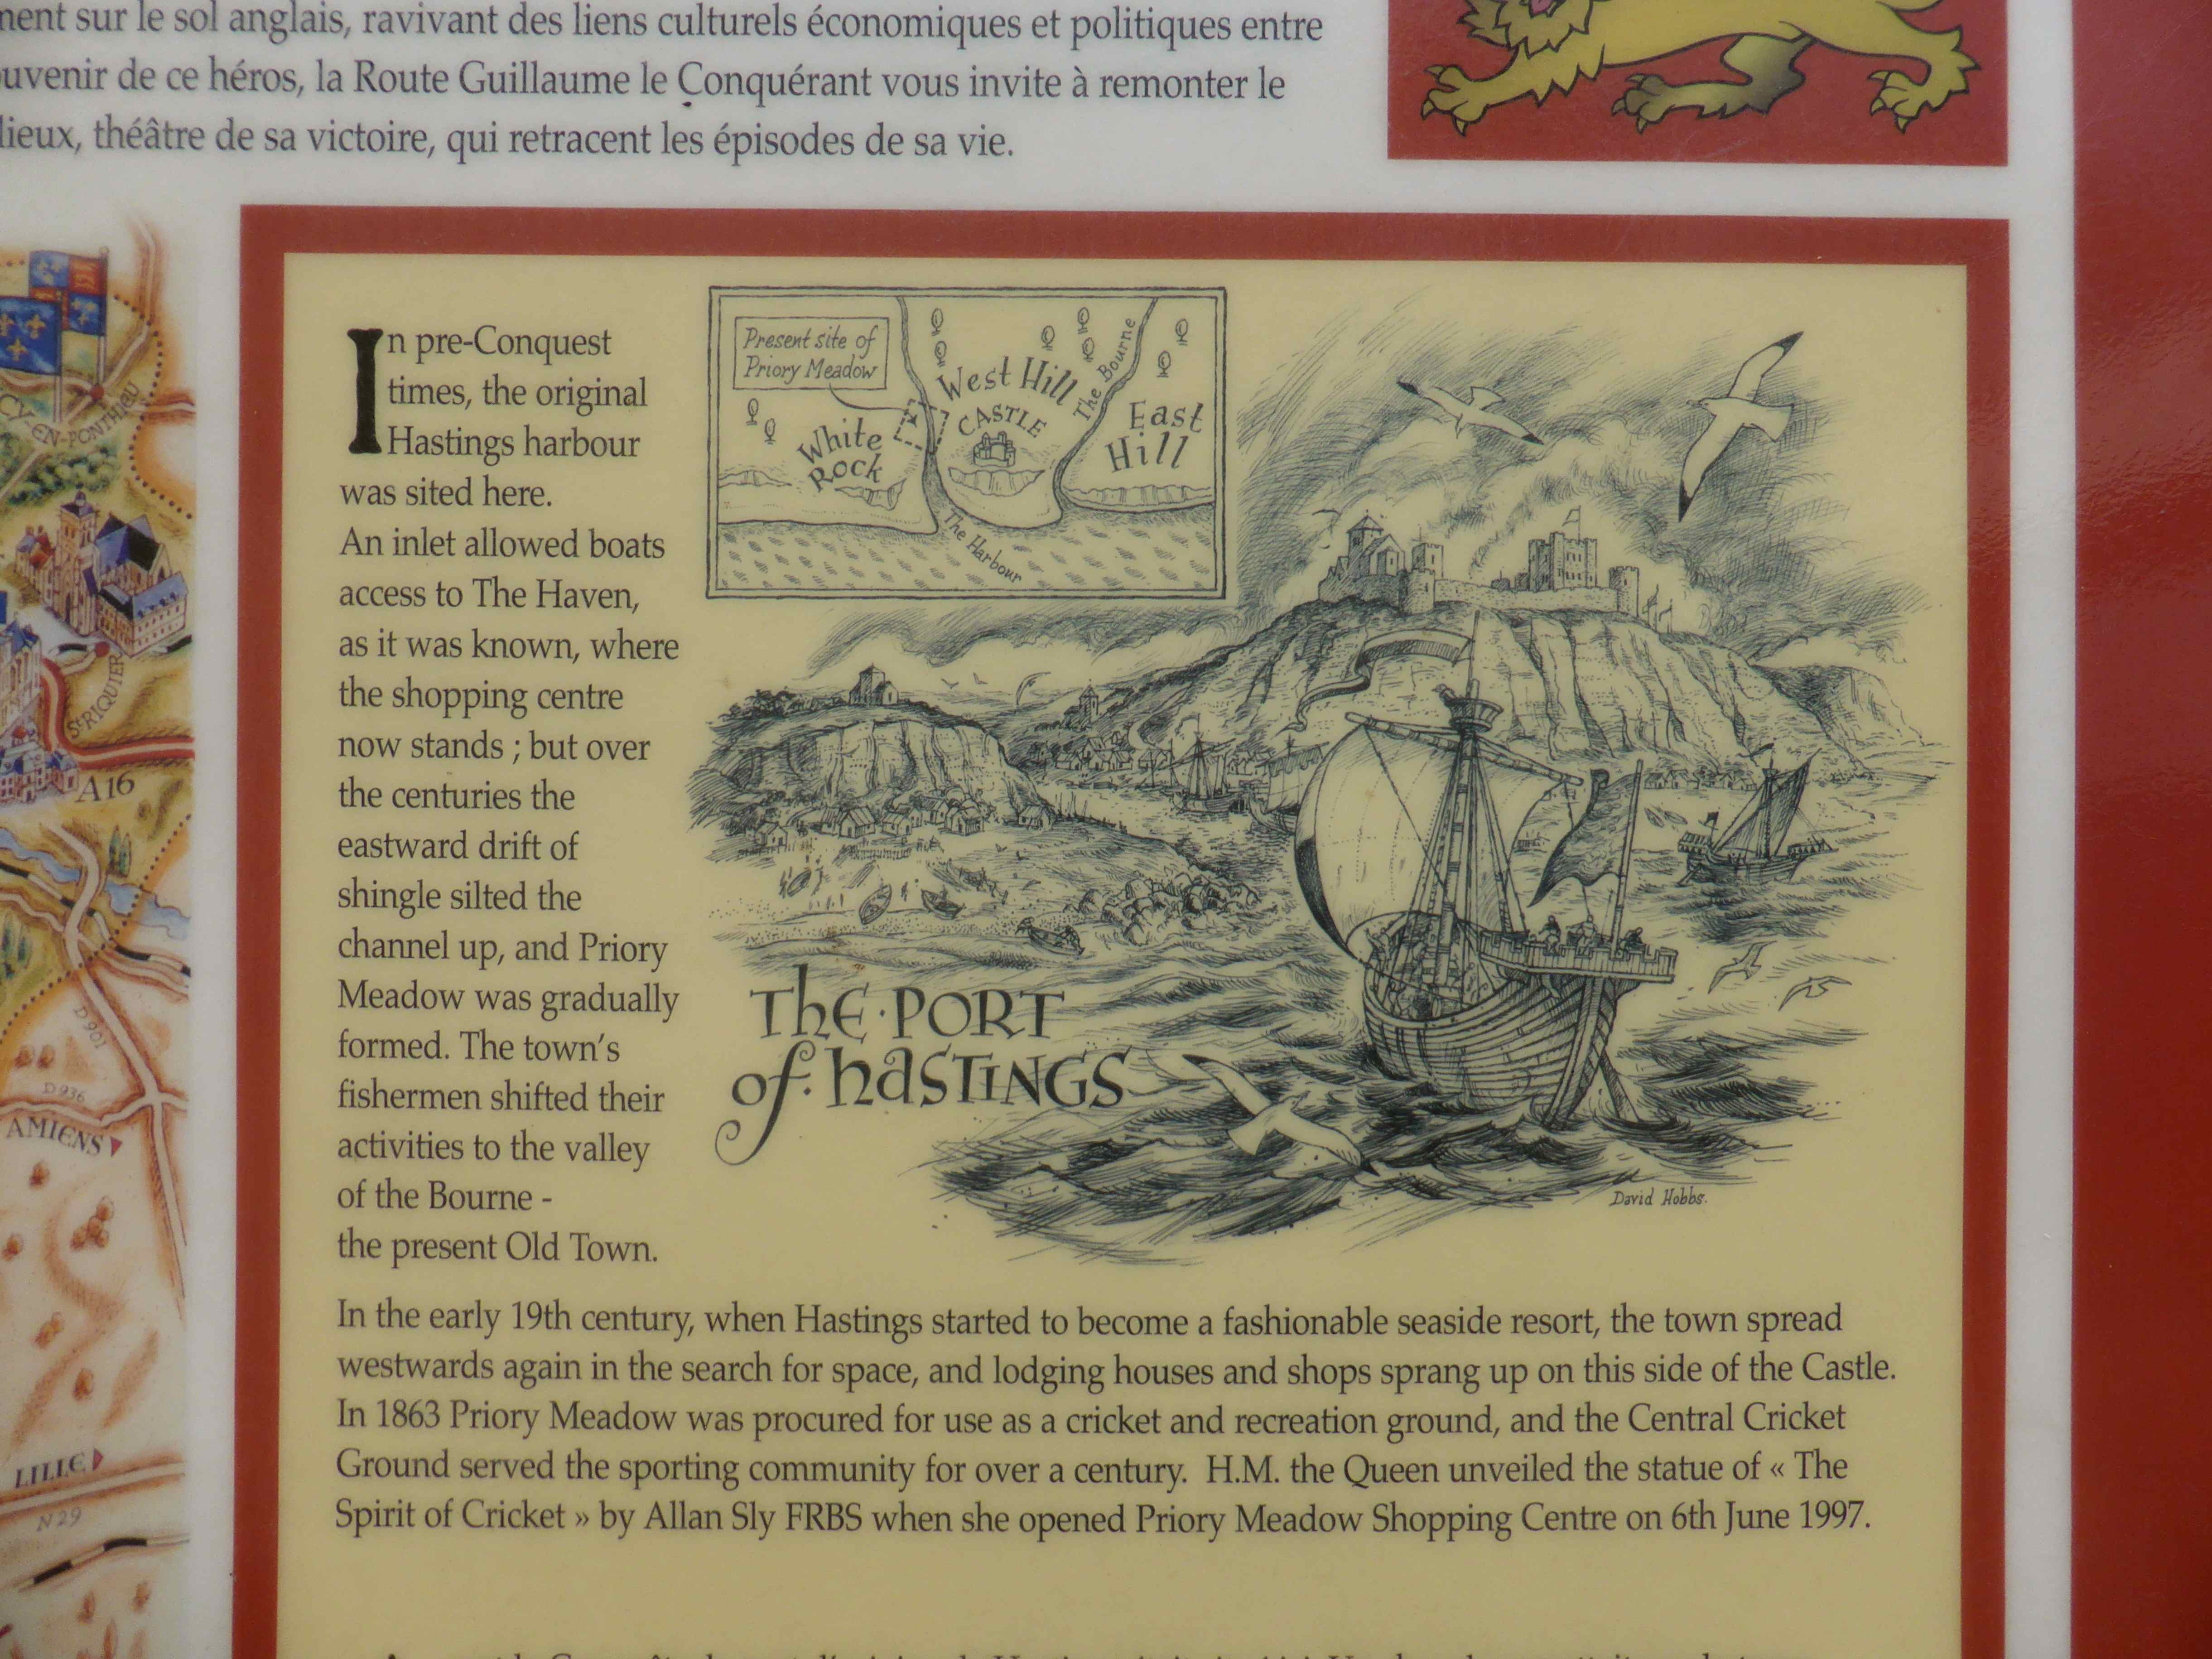 sur le sol anglais, ravivant des liens culturels économiques et politiques entre
de ce héros, la Route Guillaume le Conquérant vous invite à remonter le
lieux, théâtre de sa victoire, qui retracent les épisodes de sa vie.
In pre-Conquest
times, the original
Hastings harbour
was sited here.
An inlet allowed boats
access to The Haven,
as it was known, where
the shopping centre
now stands ; but over
the centuries the
eastward drift of
shingle silted the
channel up, and Priory
Meadow was gradually
formed. The town's
fishermen shifted their
activities to the valley
of the Bourne -
the present Old Town.
Present site of
Priory Meadow
West Hill
The Bourne
CASTLE
East
Hill
White
Rock
The Harbour
The · PORT
of · hASTINGS
David Hobbs.
In the early 19th century, when Hastings started to become a fashionable seaside resort, the town spread
westwards again in the search for space, and lodging houses and shops sprang up on this side of the Castle.
In 1863 Priory Meadow was procured for use as a cricket and recreation ground, and the Central Cricket
Ground served the sporting community for over a century. H.M. the Queen unveiled the statue of « The
Spirit of Cricket » by Allan Sly FRBS when she opened Priory Meadow Shopping Centre on 6th June 1997.
CY-EN-PONTHIEU
St RIQUIER
A16
D901
D936
AMIENS
LILLE
N29